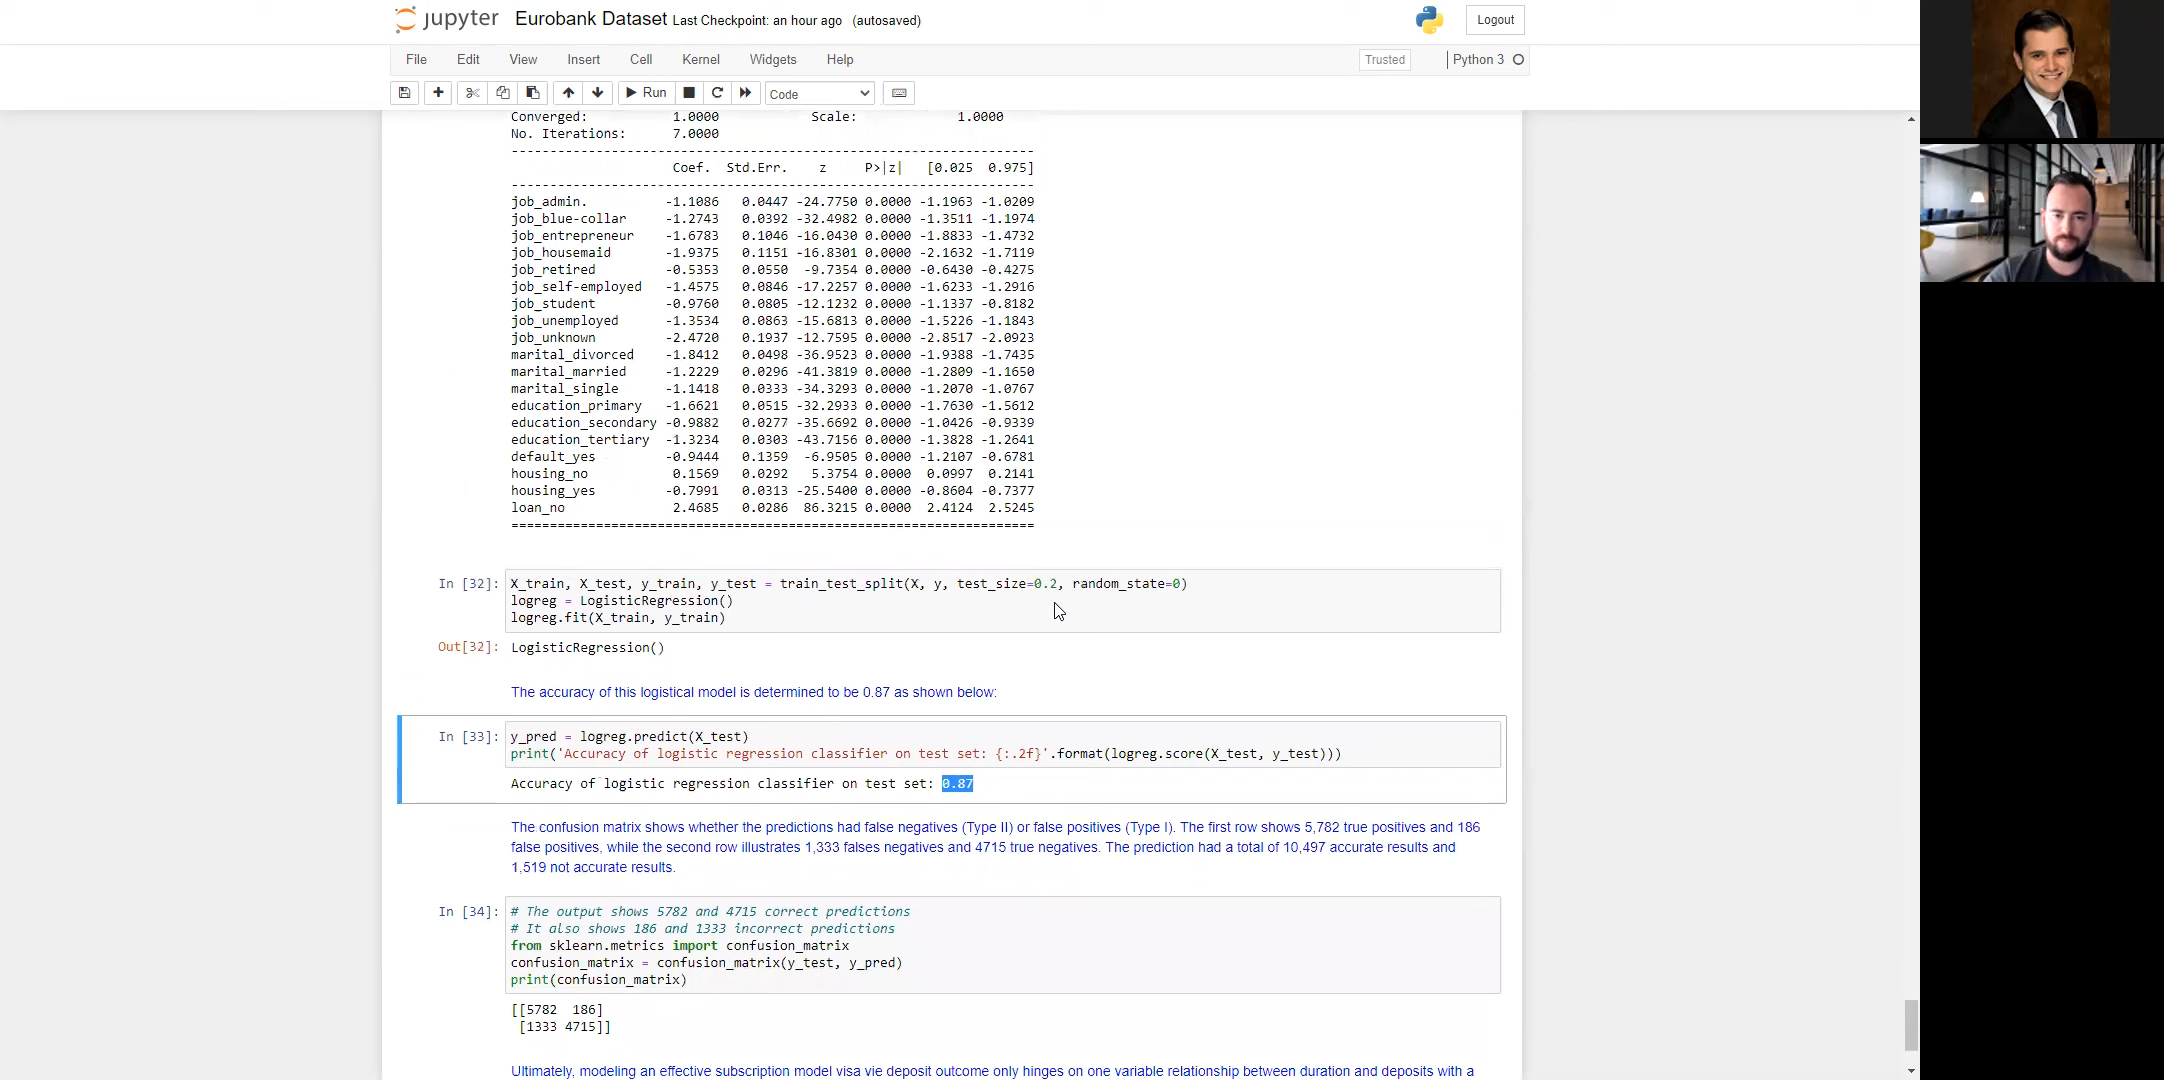 jupyter Eurobank Dataset Last Checkpoint: an hour ago (autosaved) Logout
File Edit View Insert Cell Kernel Widgets Help Trusted Python 3
Run Code
Converged: 1.0000 Scale: 1.0000
No. Iterations: 7.0000
------------------------------------------------------------------
Coef. Std.Err. z P>|z| [0.025 0.975]
------------------------------------------------------------------
job_admin. -1.1086 0.0447 -24.7750 0.0000 -1.1963 -1.0209
job_blue-collar -1.2743 0.0392 -32.4982 0.0000 -1.3511 -1.1974
job_entrepreneur -1.6783 0.1046 -16.0430 0.0000 -1.8833 -1.4732
job_housemaid -1.9375 0.1151 -16.8301 0.0000 -2.1632 -1.7119
job_retired -0.5353 0.0550 -9.7354 0.0000 -0.6430 -0.4275
job_self-employed -1.4575 0.0846 -17.2257 0.0000 -1.6233 -1.2916
job_student -0.9760 0.0805 -12.1232 0.0000 -1.1337 -0.8182
job_unemployed -1.3534 0.0863 -15.6813 0.0000 -1.5226 -1.1843
job_unknown -2.4720 0.1937 -12.7595 0.0000 -2.8517 -2.0923
marital_divorced -1.8412 0.0498 -36.9523 0.0000 -1.9388 -1.7435
marital_married -1.2229 0.0296 -41.3819 0.0000 -1.2809 -1.1650
marital_single -1.1418 0.0333 -34.3293 0.0000 -1.2070 -1.0767
education_primary -1.6621 0.0515 -32.2933 0.0000 -1.7630 -1.5612
education_secondary -0.9882 0.0277 -35.6692 0.0000 -1.0426 -0.9339
education_tertiary -1.3234 0.0303 -43.7156 0.0000 -1.3828 -1.2641
default_yes -0.9444 0.1359 -6.9505 0.0000 -1.2107 -0.6781
housing_no 0.1569 0.0292 5.3754 0.0000 0.0997 0.2141
housing_yes -0.7991 0.0313 -25.5400 0.0000 -0.8604 -0.7377
loan_no 2.4685 0.0286 86.3215 0.0000 2.4124 2.5245
==================================================================
In [32]: X_train, X_test, y_train, y_test = train_test_split(X, y, test_size=0.2, random_state=0)
logreg = LogisticRegression()
logreg.fit(X_train, y_train)
Out[32]: LogisticRegression()
The accuracy of this logistical model is determined to be 0.87 as shown below:
In [33]: y_pred = logreg.predict(X_test)
print('Accuracy of logistic regression classifier on test set: {:.2f}'.format(logreg.score(X_test, y_test)))
Accuracy of logistic regression classifier on test set: 0.87
The confusion matrix shows whether the predictions had false negatives (Type II) or false positives (Type I). The first row shows 5,782 true positives and 186
false positives, while the second row illustrates 1,333 falses negatives and 4715 true negatives. The prediction had a total of 10,497 accurate results and
1,519 not accurate results.
In [34]: # The output shows 5782 and 4715 correct predictions
# It also shows 186 and 1333 incorrect predictions
from sklearn.metrics import confusion_matrix
confusion_matrix = confusion_matrix(y_test, y_pred)
print(confusion_matrix)
[[5782 186]
[1333 4715]]
Ultimately, modeling an effective subscription model visa vie deposit outcome only hinges on one variable relationship between duration and deposits with a